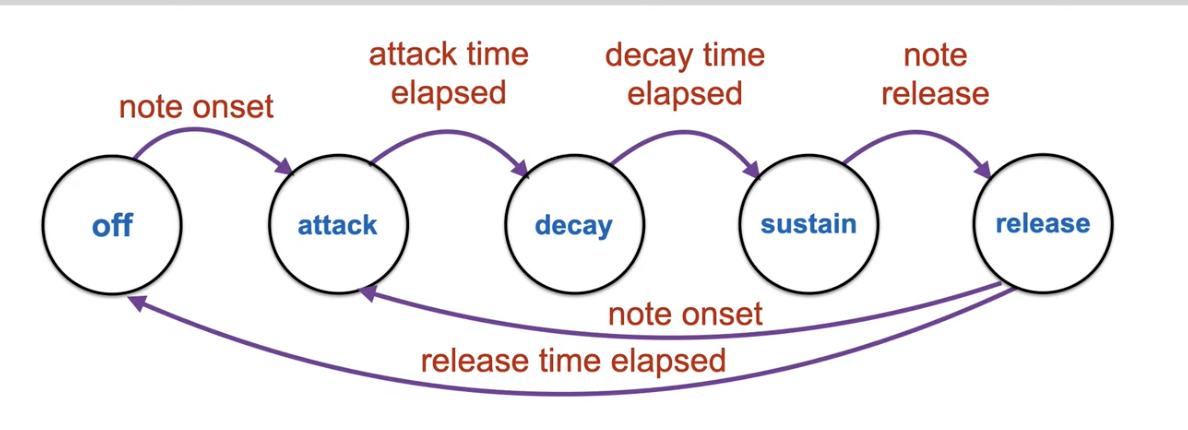 note onset
attack time
elapsed
decay time
elapsed
note
release
off
attack
decay
sustain
release
note onset
release time elapsed